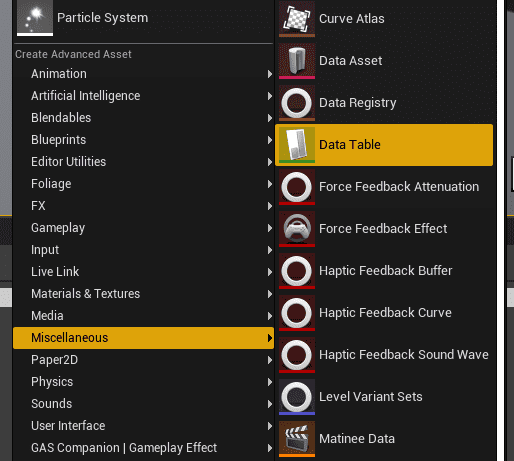 Particle System
Create Advanced Asset
Animation
Artificial Intelligence
Blendables
Blueprints
Editor Utilities
Foliage
FX
Gameplay
Input
Live Link
Materials & Textures
Media
Miscellaneous
Paper2D
Physics
Sounds
User Interface
GAS Companion | Gameplay Effect
Curve Atlas
Data Asset
Data Registry
Data Table
Force Feedback Attenuation
Force Feedback Effect
Haptic Feedback Buffer
Haptic Feedback Curve
Haptic Feedback Sound Wave
Level Variant Sets
Matinee Data